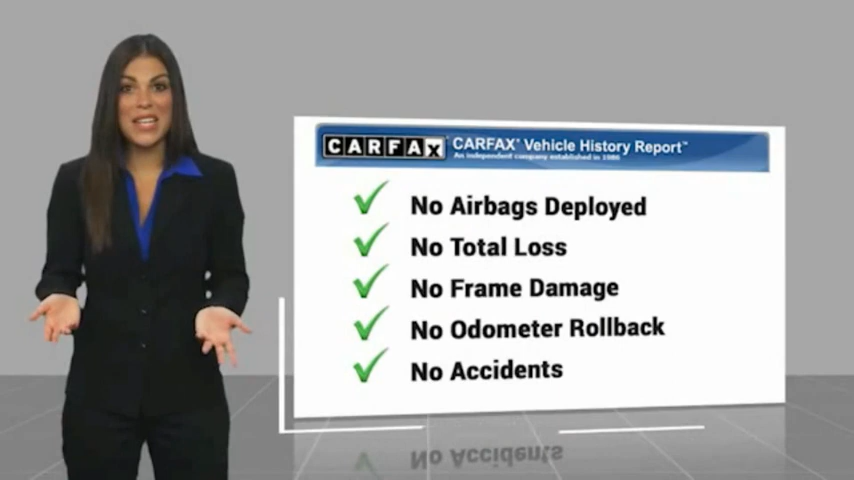 CARFAX CARFAX® Vehicle History Report™
An independent company established in 1986
No Airbags Deployed
No Total Loss
No Frame Damage
No Odometer Rollback
No Accidents
No Accidents